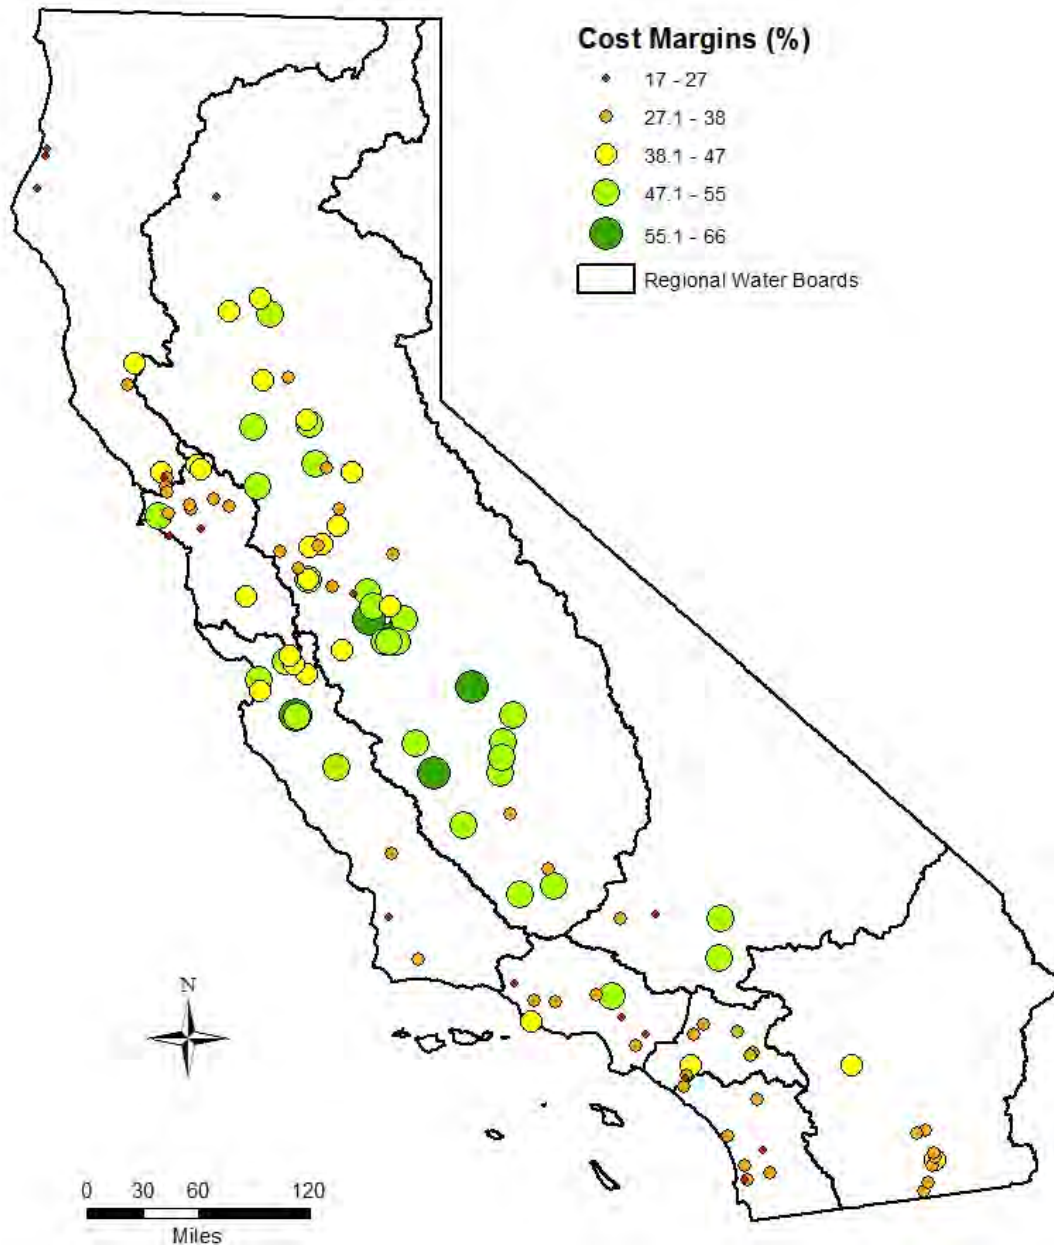 Cost Margins (%)
17 - 27
27.1 - 38
38.1 - 47
47.1 - 55
55.1 - 66
Regional Water Boards
N
0 30 60 120
Miles